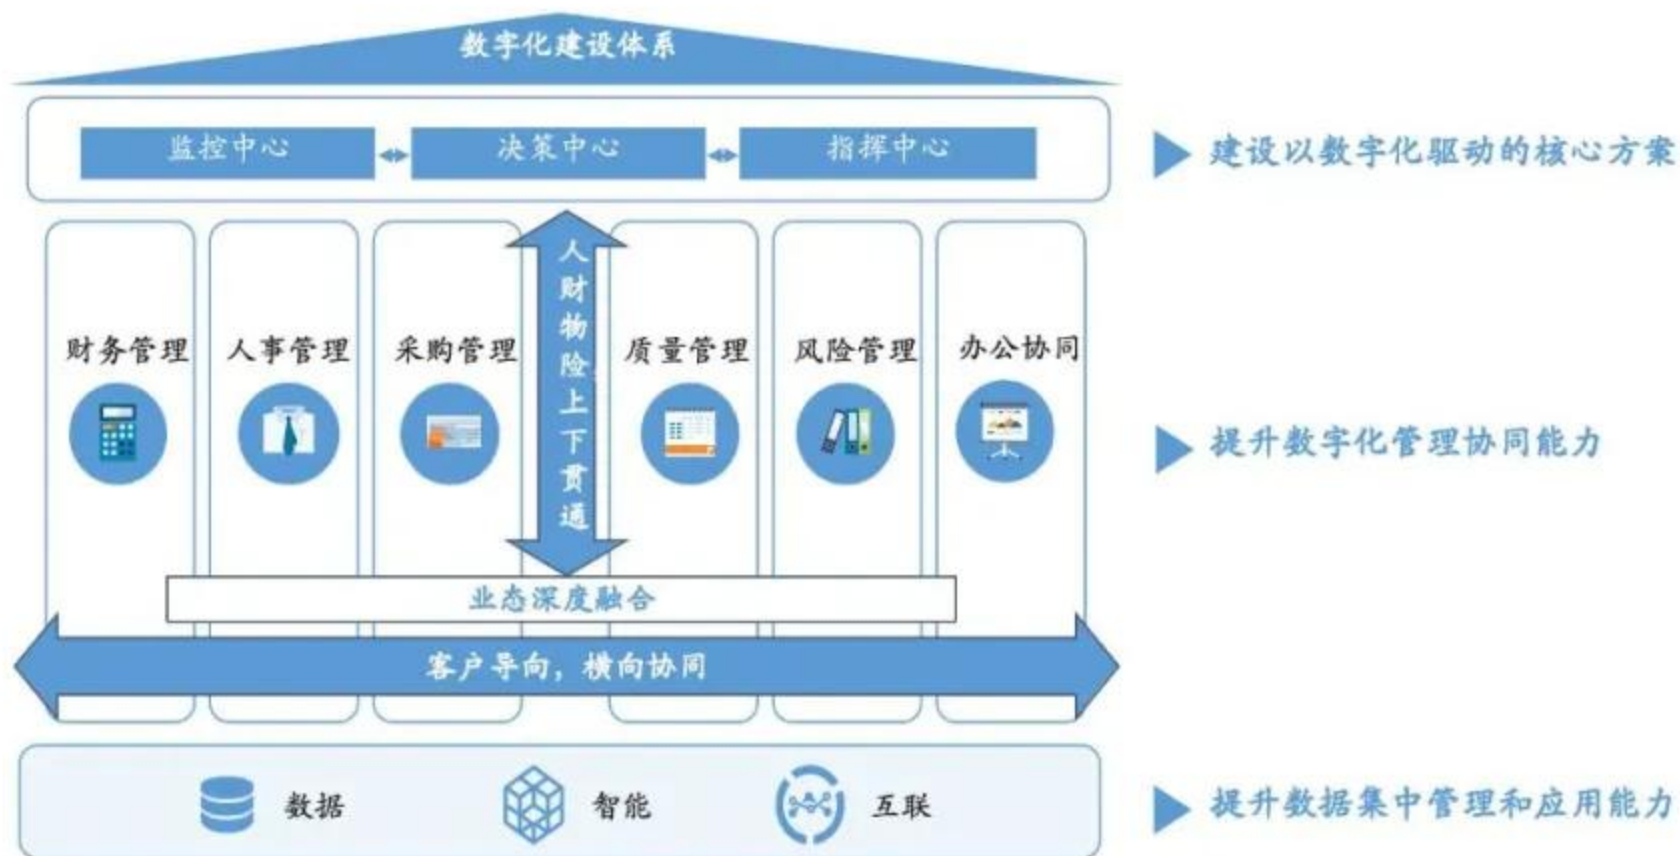 数字化建设体系
监控中心
决策中心
指挥中心
建设以数字化驱动的核心方案
财务管理
人事管理
采购管理
人财物险上下贯通
质量管理
风险管理
办公协同
提升数字化管理协同能力
业态深度融合
客户导向，横向协同
数据
智能
互联
提升数据集中管理和应用能力